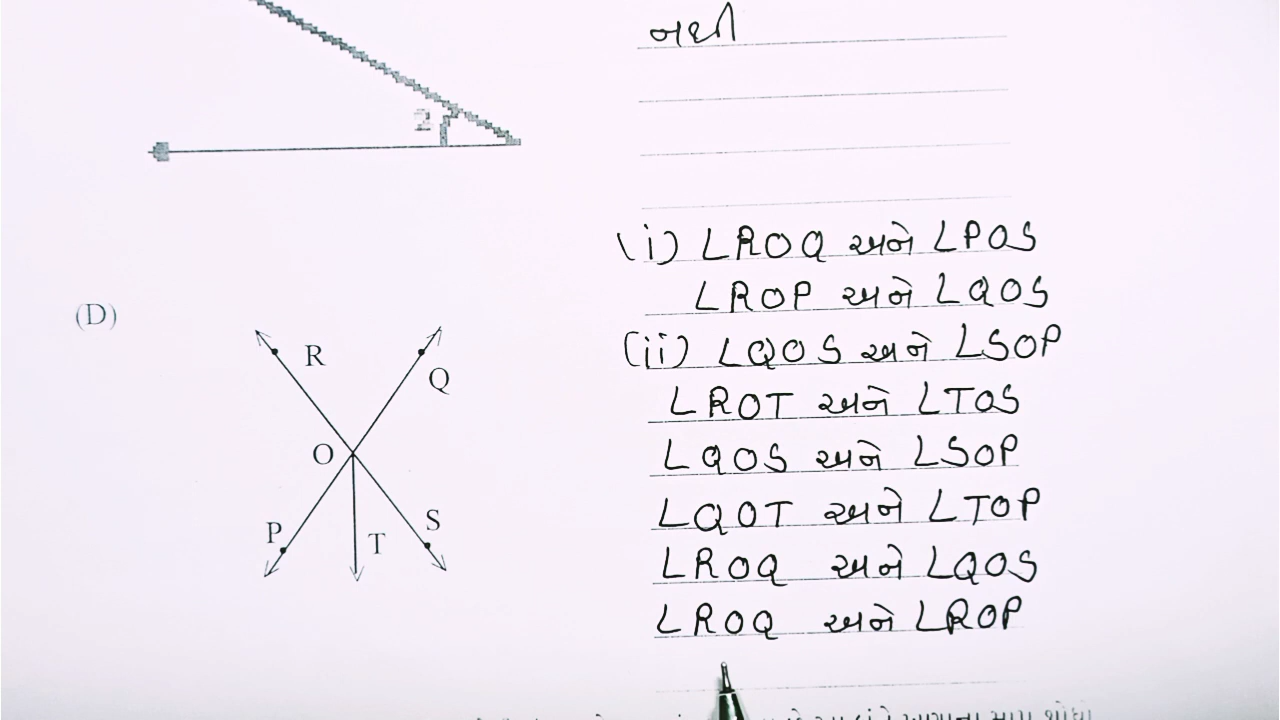 નથી
2
(i) ∠ROQ અને ∠POS
∠ROP અને ∠QOS
(D)
(ii) ∠QOS અને ∠SOP
R
Q
∠ROT અને ∠TOS
O
∠QOS અને ∠SOP
P
S
T
∠QOT અને ∠TOP
∠ROQ અને ∠QOS
∠ROQ અને ∠ROP